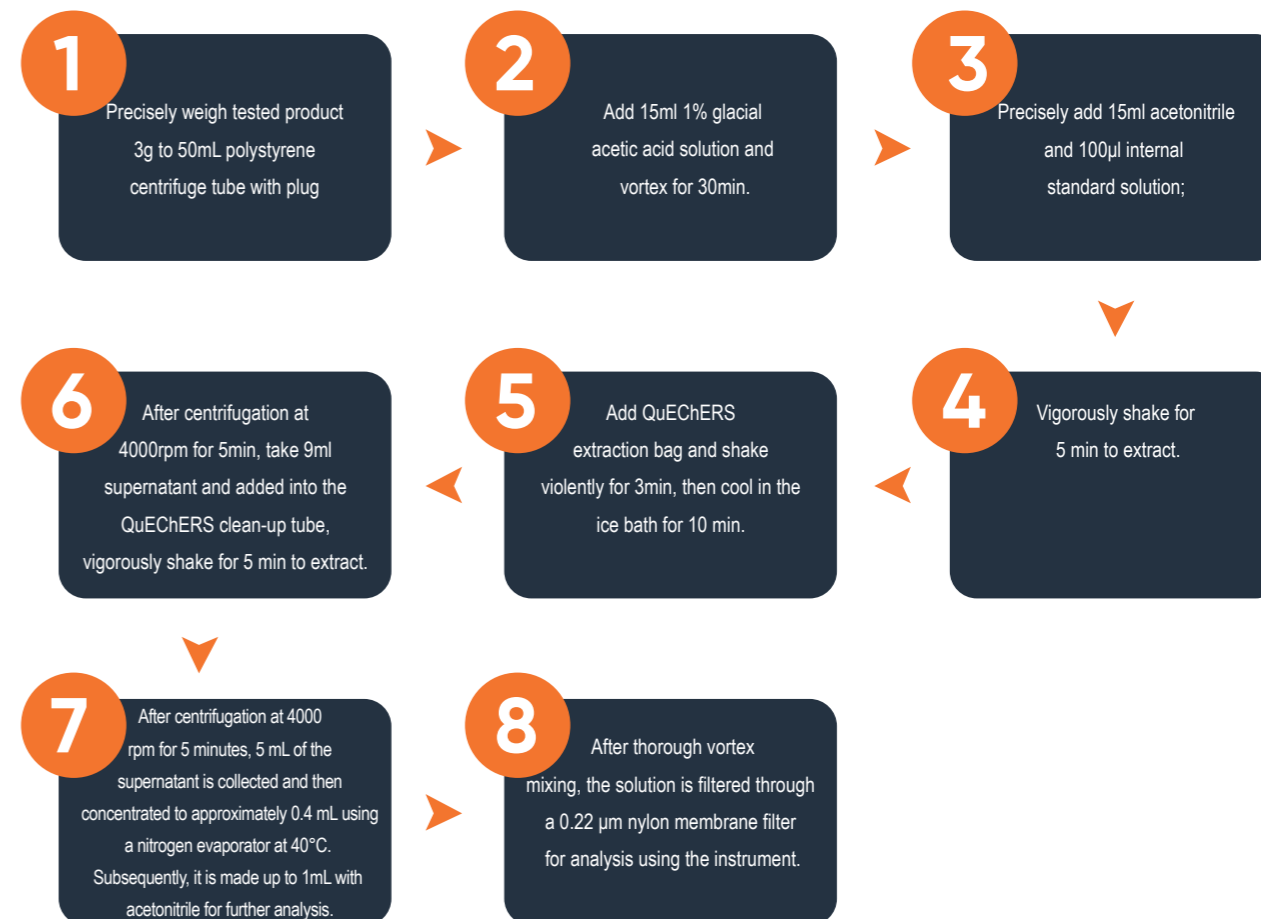 1
Precisely weigh tested product
3g to 50mL polystyrene
centrifuge tube with plug
2
Add 15ml 1% glacial
acetic acid solution and
vortex for 30min.
3
Precisely add 15ml acetonitrile
and 100µl internal
standard solution;
4
Vigorously shake for
5 min to extract.
5
Add QuEChERS
extraction bag and shake
violently for 3min, then cool in the
ice bath for 10 min.
6
After centrifugation at
4000rpm for 5min, take 9ml
supernatant and added into the
QuEChERS clean-up tube,
vigorously shake for 5 min to extract.
7
After centrifugation at 4000
rpm for 5 minutes, 5 mL of the
supernatant is collected and then
concentrated to approximately 0.4 mL using
a nitrogen evaporator at 40°C.
Subsequently, it is made up to 1mL with
acetonitrile for further analysis.
8
After thorough vortex
mixing, the solution is filtered through
a 0.22 µm nylon membrane filter
for analysis using the instrument.